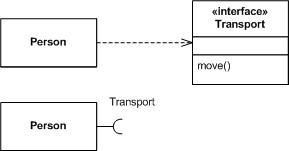 «interface»
Transport
Person
move()
Transport
Person